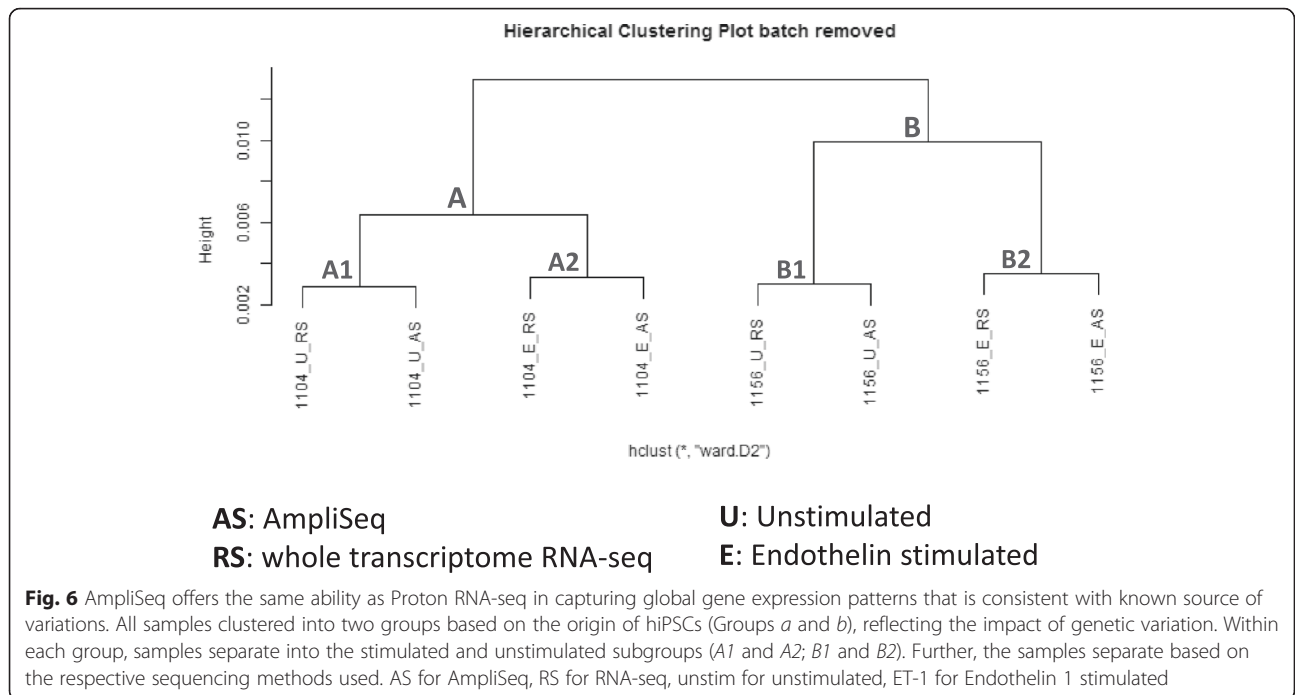 Hierarchical Clustering Plot batch removed
Height
0.002 0.006 0.010
A
B
A1
A2
B1
B2
1104_U_RS
1104_U_AS
1104_E_RS
1104_E_AS
1156_U_RS
1156_U_AS
1156_E_RS
1156_E_AS
hclust (*, "ward.D2")
AS: AmpliSeq
RS: whole transcriptome RNA-seq
U: Unstimulated
E: Endothelin stimulated
Fig. 6 AmpliSeq offers the same ability as Proton RNA-seq in capturing global gene expression patterns that is consistent with known source of
variations. All samples clustered into two groups based on the origin of hiPSCs (Groups a and b), reflecting the impact of genetic variation. Within
each group, samples separate into the stimulated and unstimulated subgroups (A1 and A2; B1 and B2). Further, the samples separate based on
the respective sequencing methods used. AS for AmpliSeq, RS for RNA-seq, unstim for unstimulated, ET-1 for Endothelin 1 stimulated